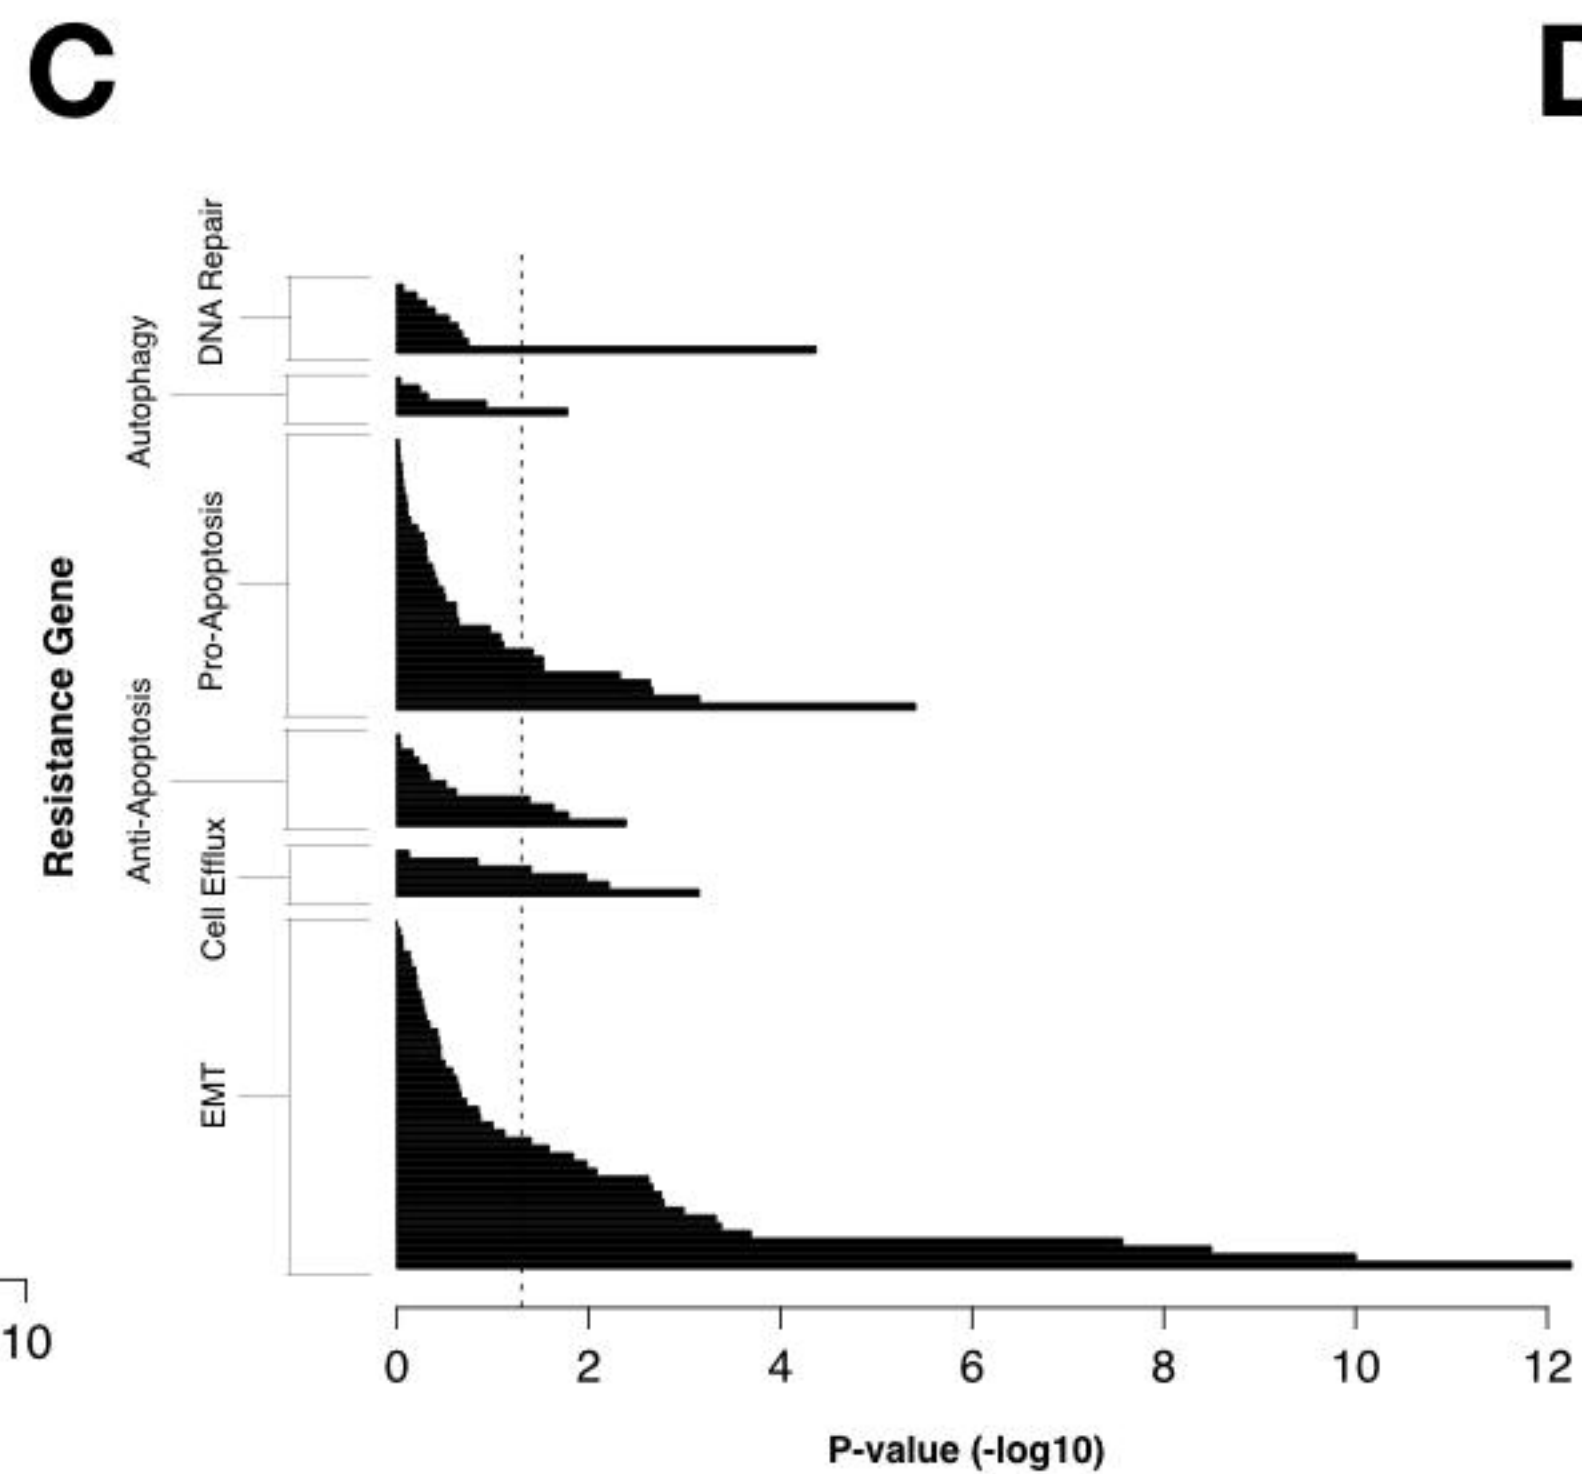 C
D
DNA Repair
Autophagy
Pro-Apoptosis
Resistance Gene
Anti-Apoptosis
Cell Efflux
EMT
10
0 2 4 6 8 10 12
P-value (-log10)